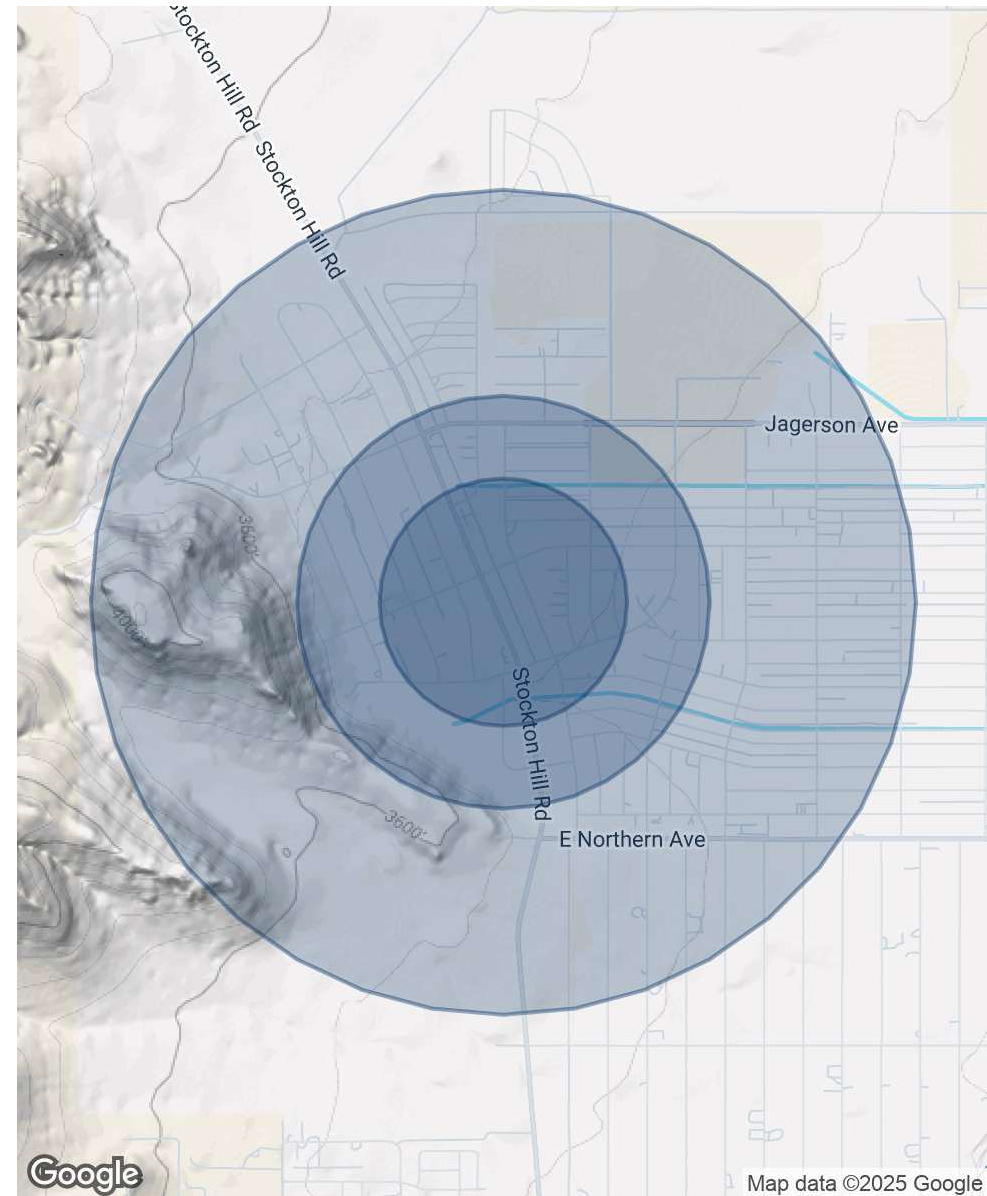 Stockton Hill Rd
Stockton Hill Rd
Jagerson Ave
3600'
4000'
Stockton Hill Rd
3600'
E Northern Ave
Google
Map data ©2025 Google